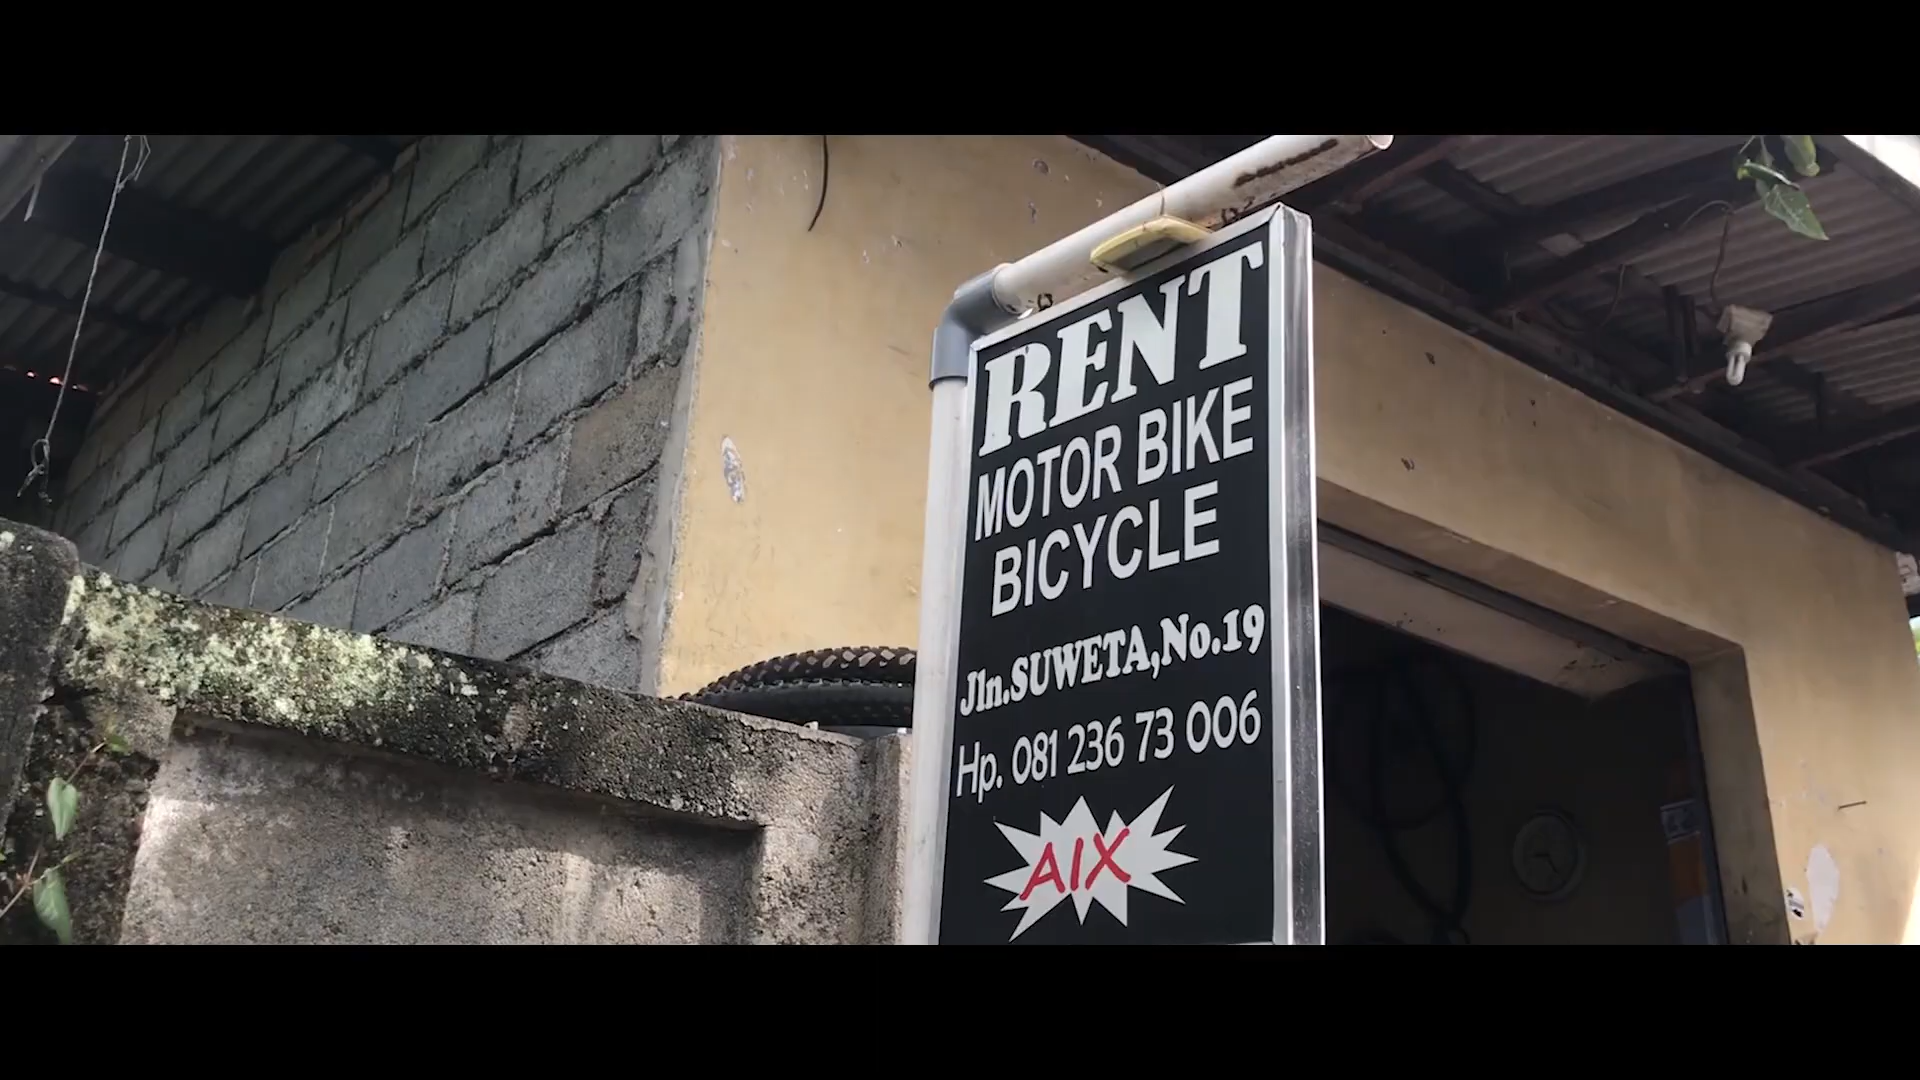 RENT
MOTOR BIKE
BICYCLE
Jln.SUWETA,No.19
Hp. 081 236 73 006
AIX